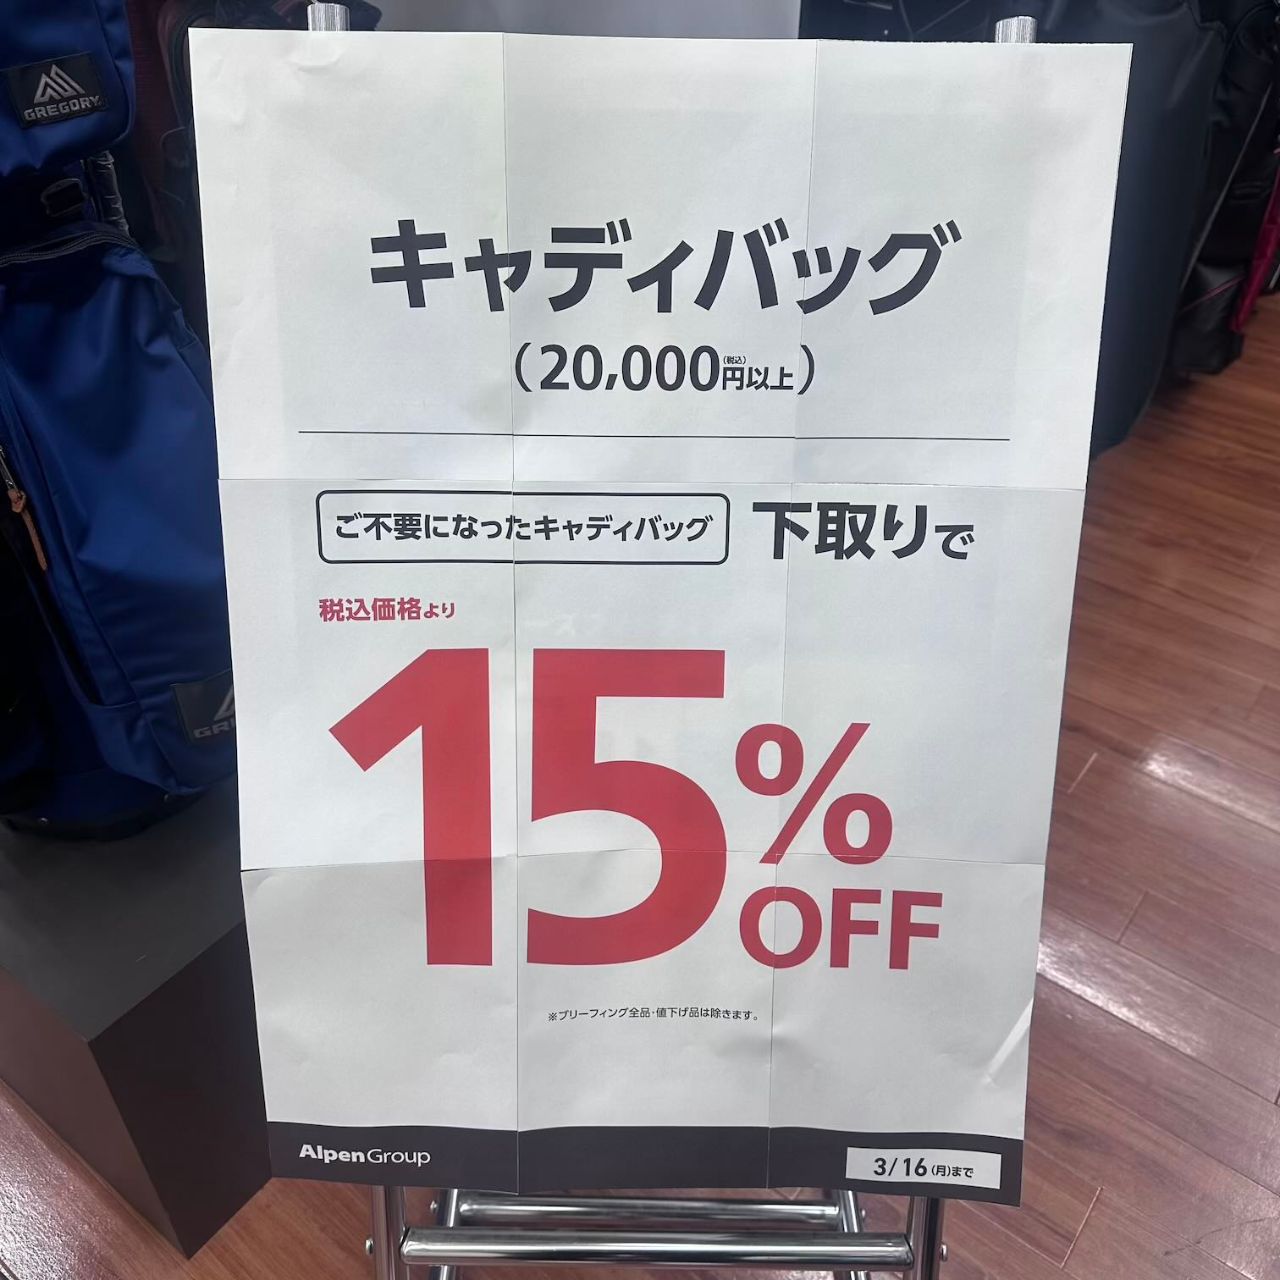 GREGORY
キャディバッグ
(20,000円(税込)以上)
ご不要になったキャディバッグ 下取りで
税込価格より
15%
OFF
※ブリーフィング全品・値下げ品は除きます。
AlpenGroup
3/16(月)まで